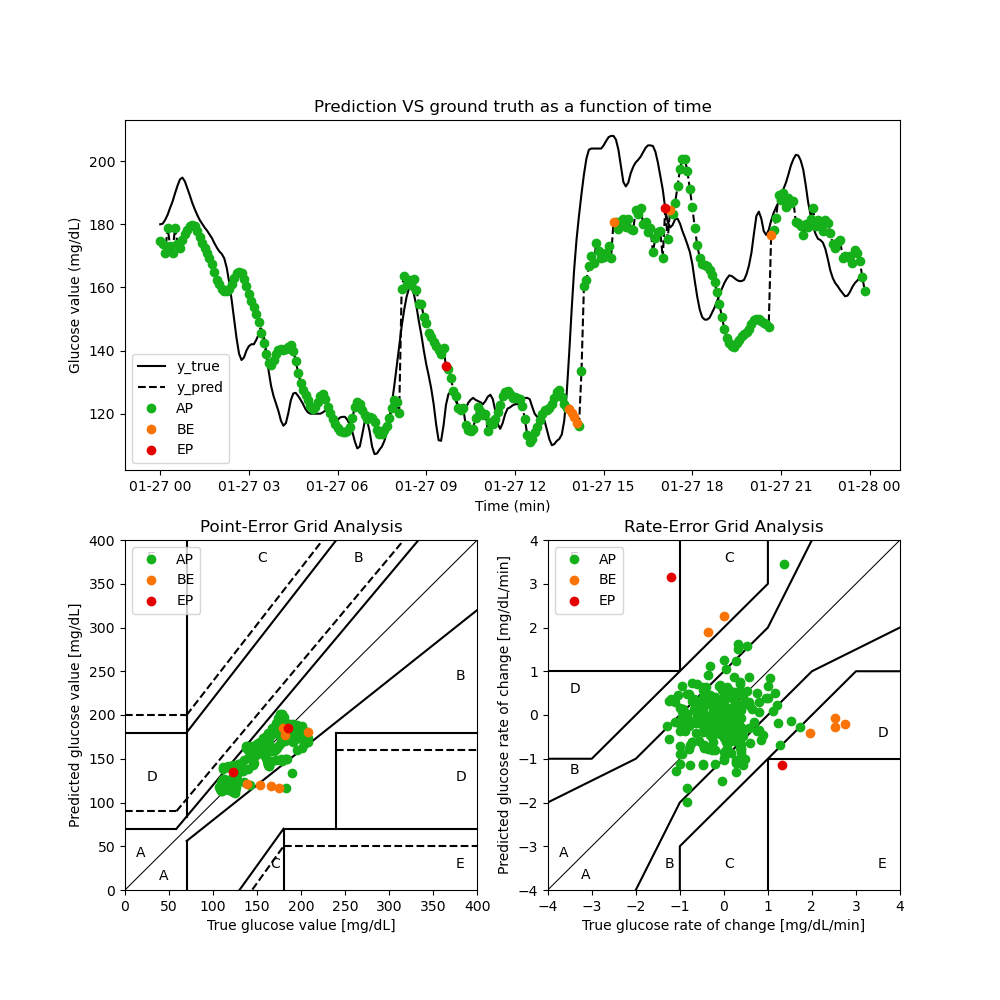 Prediction VS ground truth as a function of time
Glucose value (mg/dL)
200
180
160
140
120
y_true
y_pred
AP
BE
EP
01-27 00 01-27 03 01-27 06 01-27 09 01-27 12 01-27 15 01-27 18 01-27 21 01-28 00
Time (min)
Point-Error Grid Analysis
Predicted glucose value [mg/dL]
400
350
300
250
200
150
100
50
0
AP
BE
EP
C B
B
D D
A
A
C E
0 50 100 150 200 250 300 350 400
True glucose value [mg/dL]
Rate-Error Grid Analysis
Predicted glucose rate of change [mg/dL/min]
4
3
2
1
0
−1
−2
−3
−4
AP
BE
EP
C
D
D
B
A
A
B C E
−4 −3 −2 −1 0 1 2 3 4
True glucose rate of change [mg/dL/min]